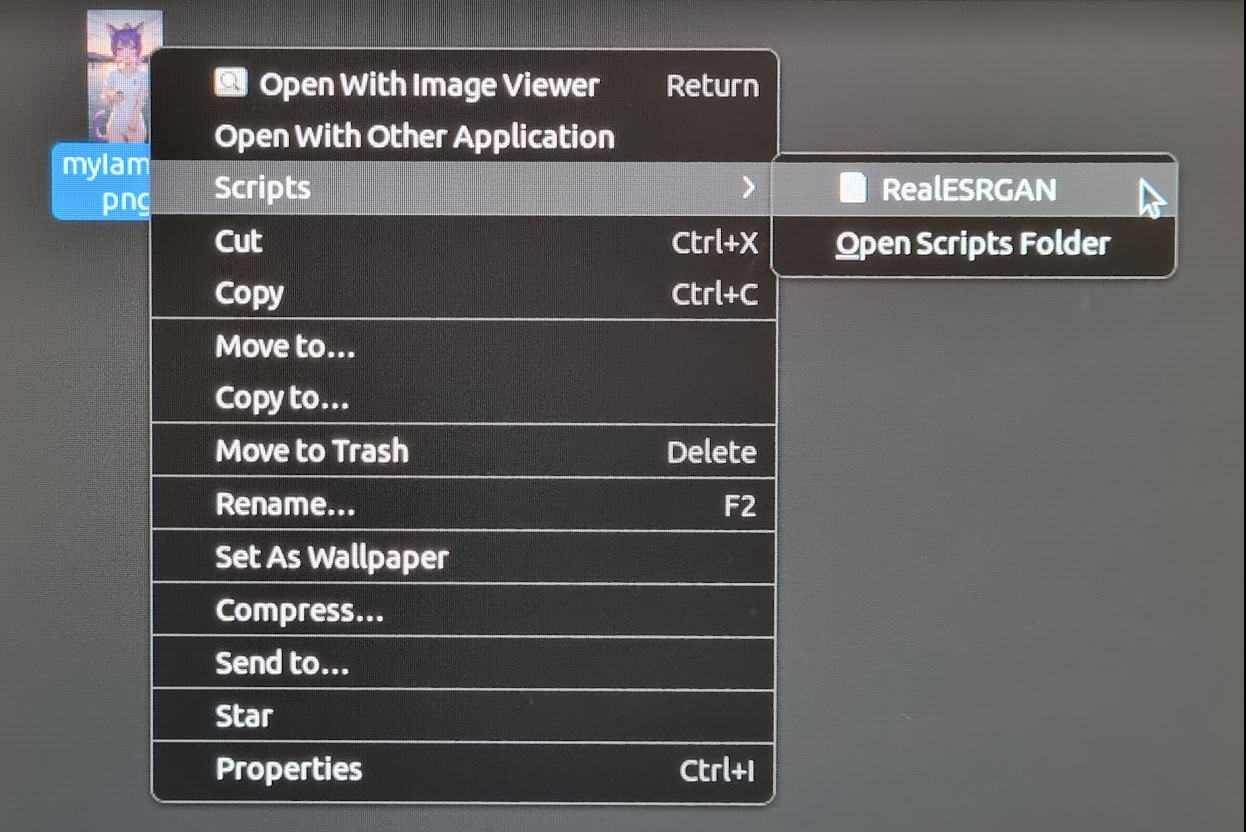 mylam
png
Open With Image Viewer Return
Open With Other Application
Scripts
RealESRGAN
Cut Ctrl+X
Open Scripts Folder
Copy Ctrl+C
Move to...
Copy to...
Move to Trash Delete
Rename... F2
Set As Wallpaper
Compress...
Send to...
Star
Properties Ctrl+I